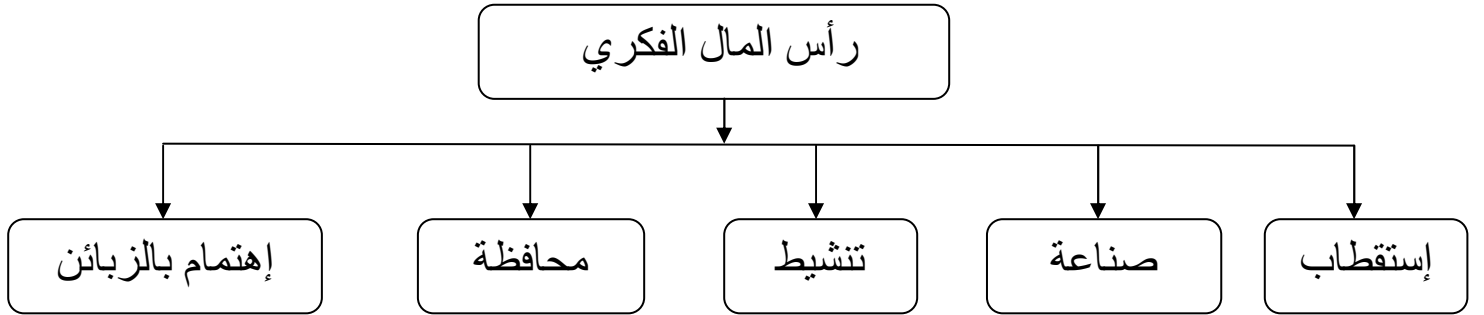 رأس المال الفكري
إستقطاب
صناعة
تنشيط
محافظة
إهتمام بالزبائن